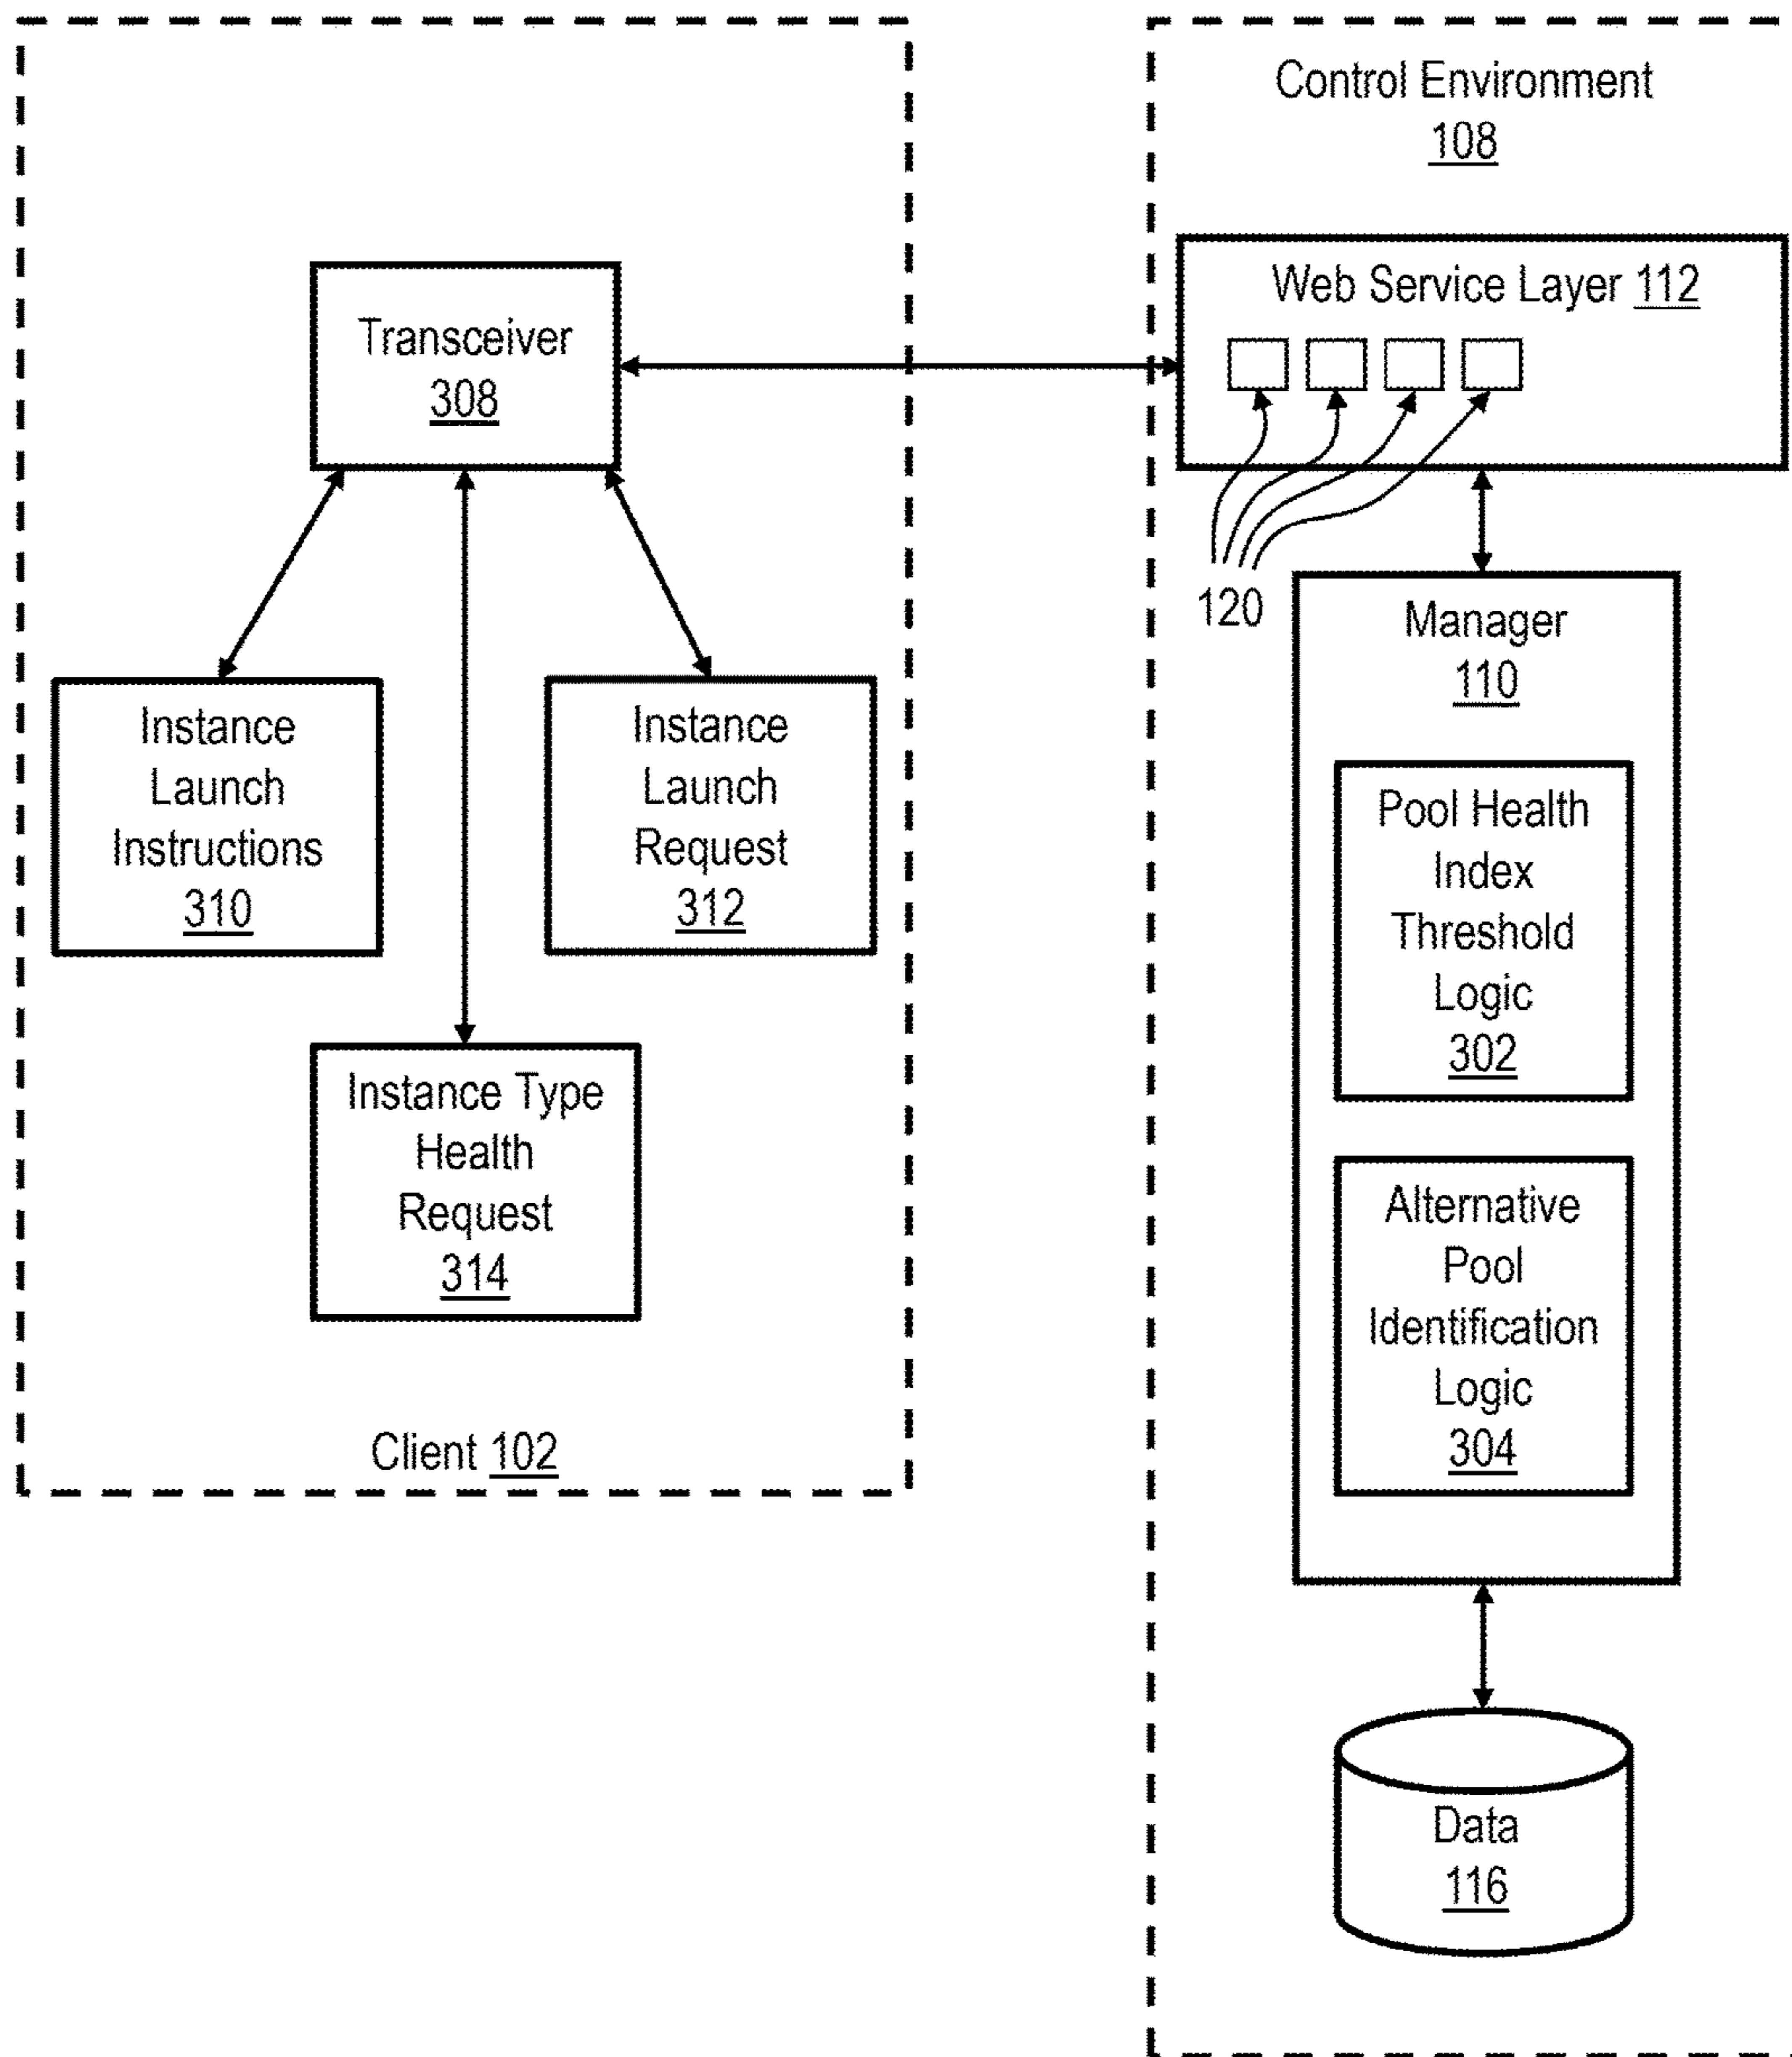 Transceiver
308
Instance
Launch
Instructions
310
Instance
Launch
Request
312
Instance Type
Health
Request
314
Client 102
Control Environment
108
Web Service Layer 112
120
Manager
110
Pool Health
Index
Threshold
Logic
302
Alternative
Pool
Identification
Logic
304
Data
116